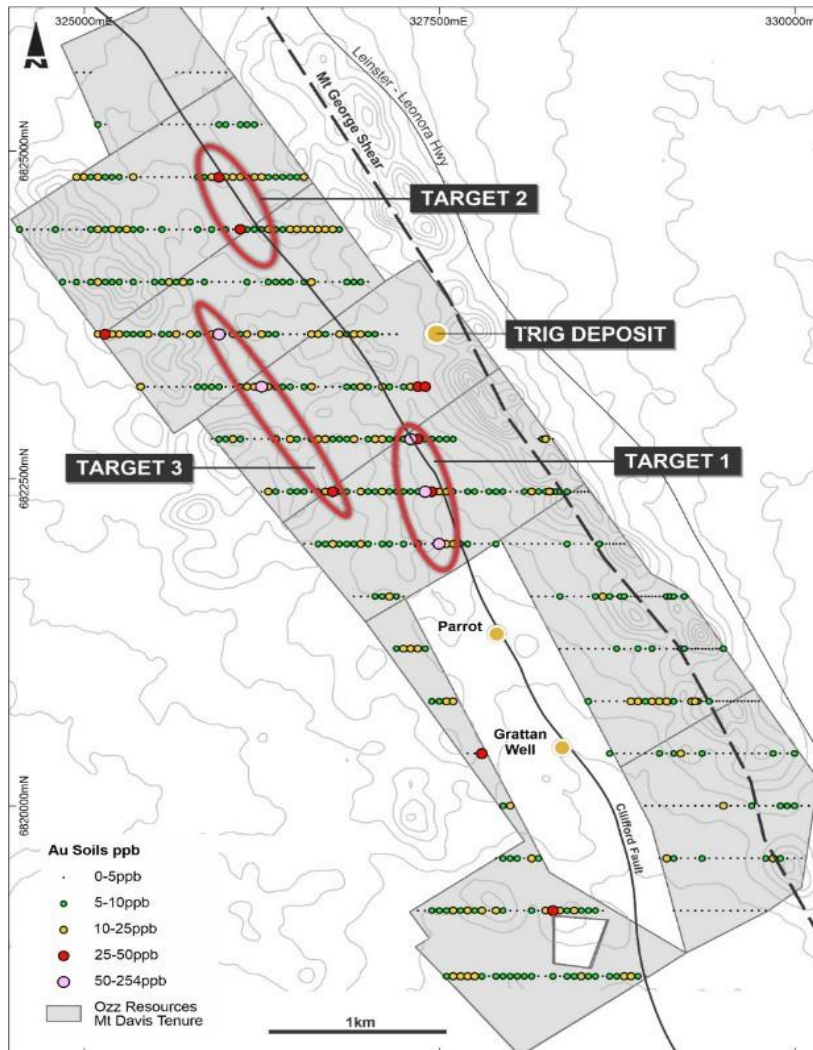 325000mE
327500mE
330000mE
N
Leinster - Leonora Hwy
Mt George Shear
6825000mN
TARGET 2
TRIG DEPOSIT
TARGET 3
TARGET 1
6822500mN
Parrot
Grattan
Well
6820000mN
Cliifford Fault
Au Soils ppb
0-5ppb
5-10ppb
10-25ppb
25-50ppb
50-254ppb
Ozz Resources
Mt Davis Tenure
1km